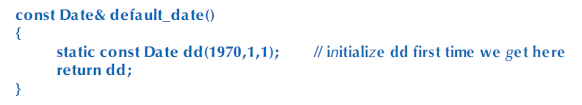 const Date& default_date()
{
static const Date dd(1970,1,1); // initialize dd first time we get here
return dd;
}